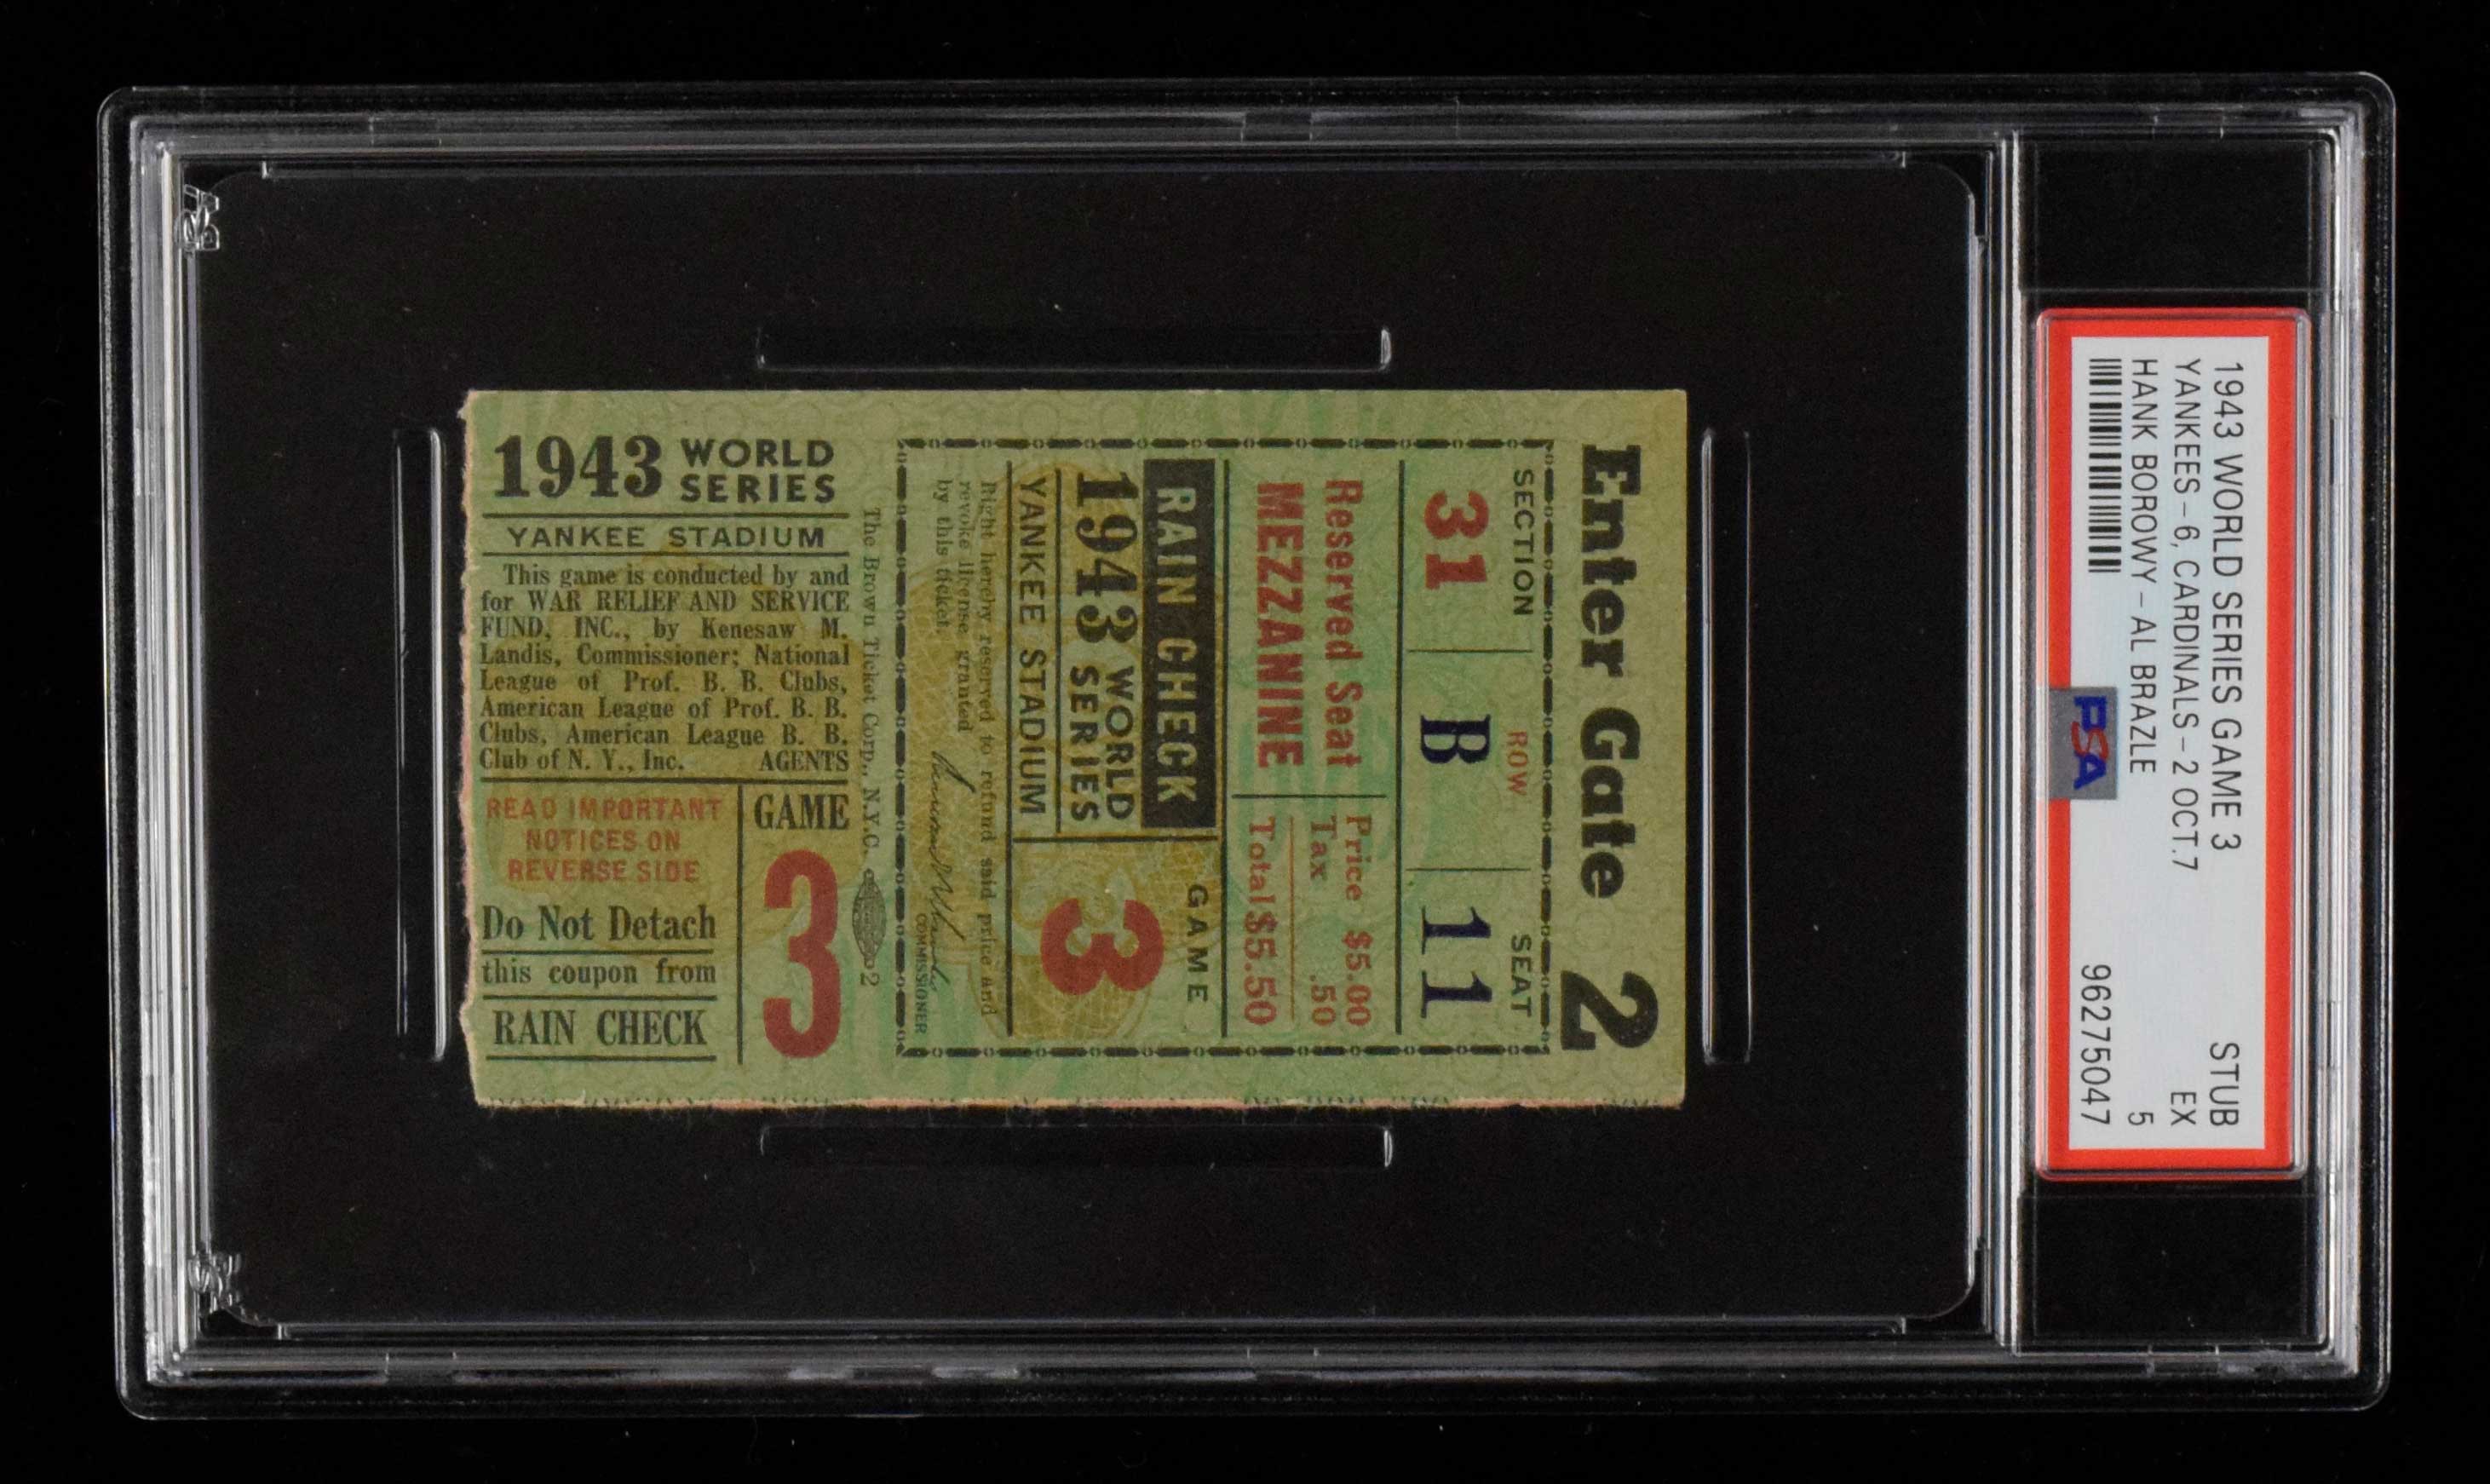 1943 WORLD SERIES GAME 3 STUB
YANKEES-6, CARDINALS-2 OCT.7 EX
HANK BOROWY-AL BRAZLE 5
PSA 96275047
Enter Gate 2
SECTION ROW SEAT
31 B 11
Reserved Seat
MEZZANINE
Price $5.00
Tax .50
Total $5.50
RAIN CHECK
1943 WORLD
SERIES
YANKEE STADIUM
GAME
3
Right hereby reserved to refund said price and
revoke license granted
by this ticket.
COMMISSIONER
The Brown Ticket Corp., N.Y.C. 2
1943 WORLD
SERIES
YANKEE STADIUM
This game is conducted by and
for WAR RELIEF AND SERVICE
FUND, INC., by Kenesaw M.
Landis, Commissioner; National
League of Prof. B. B. Clubs,
American League of Prof. B. B.
Clubs, American League B. B.
Club of N. Y., Inc. AGENTS
READ IMPORTANT
NOTICES ON
REVERSE SIDE
Do Not Detach
this coupon from
RAIN CHECK
GAME
3